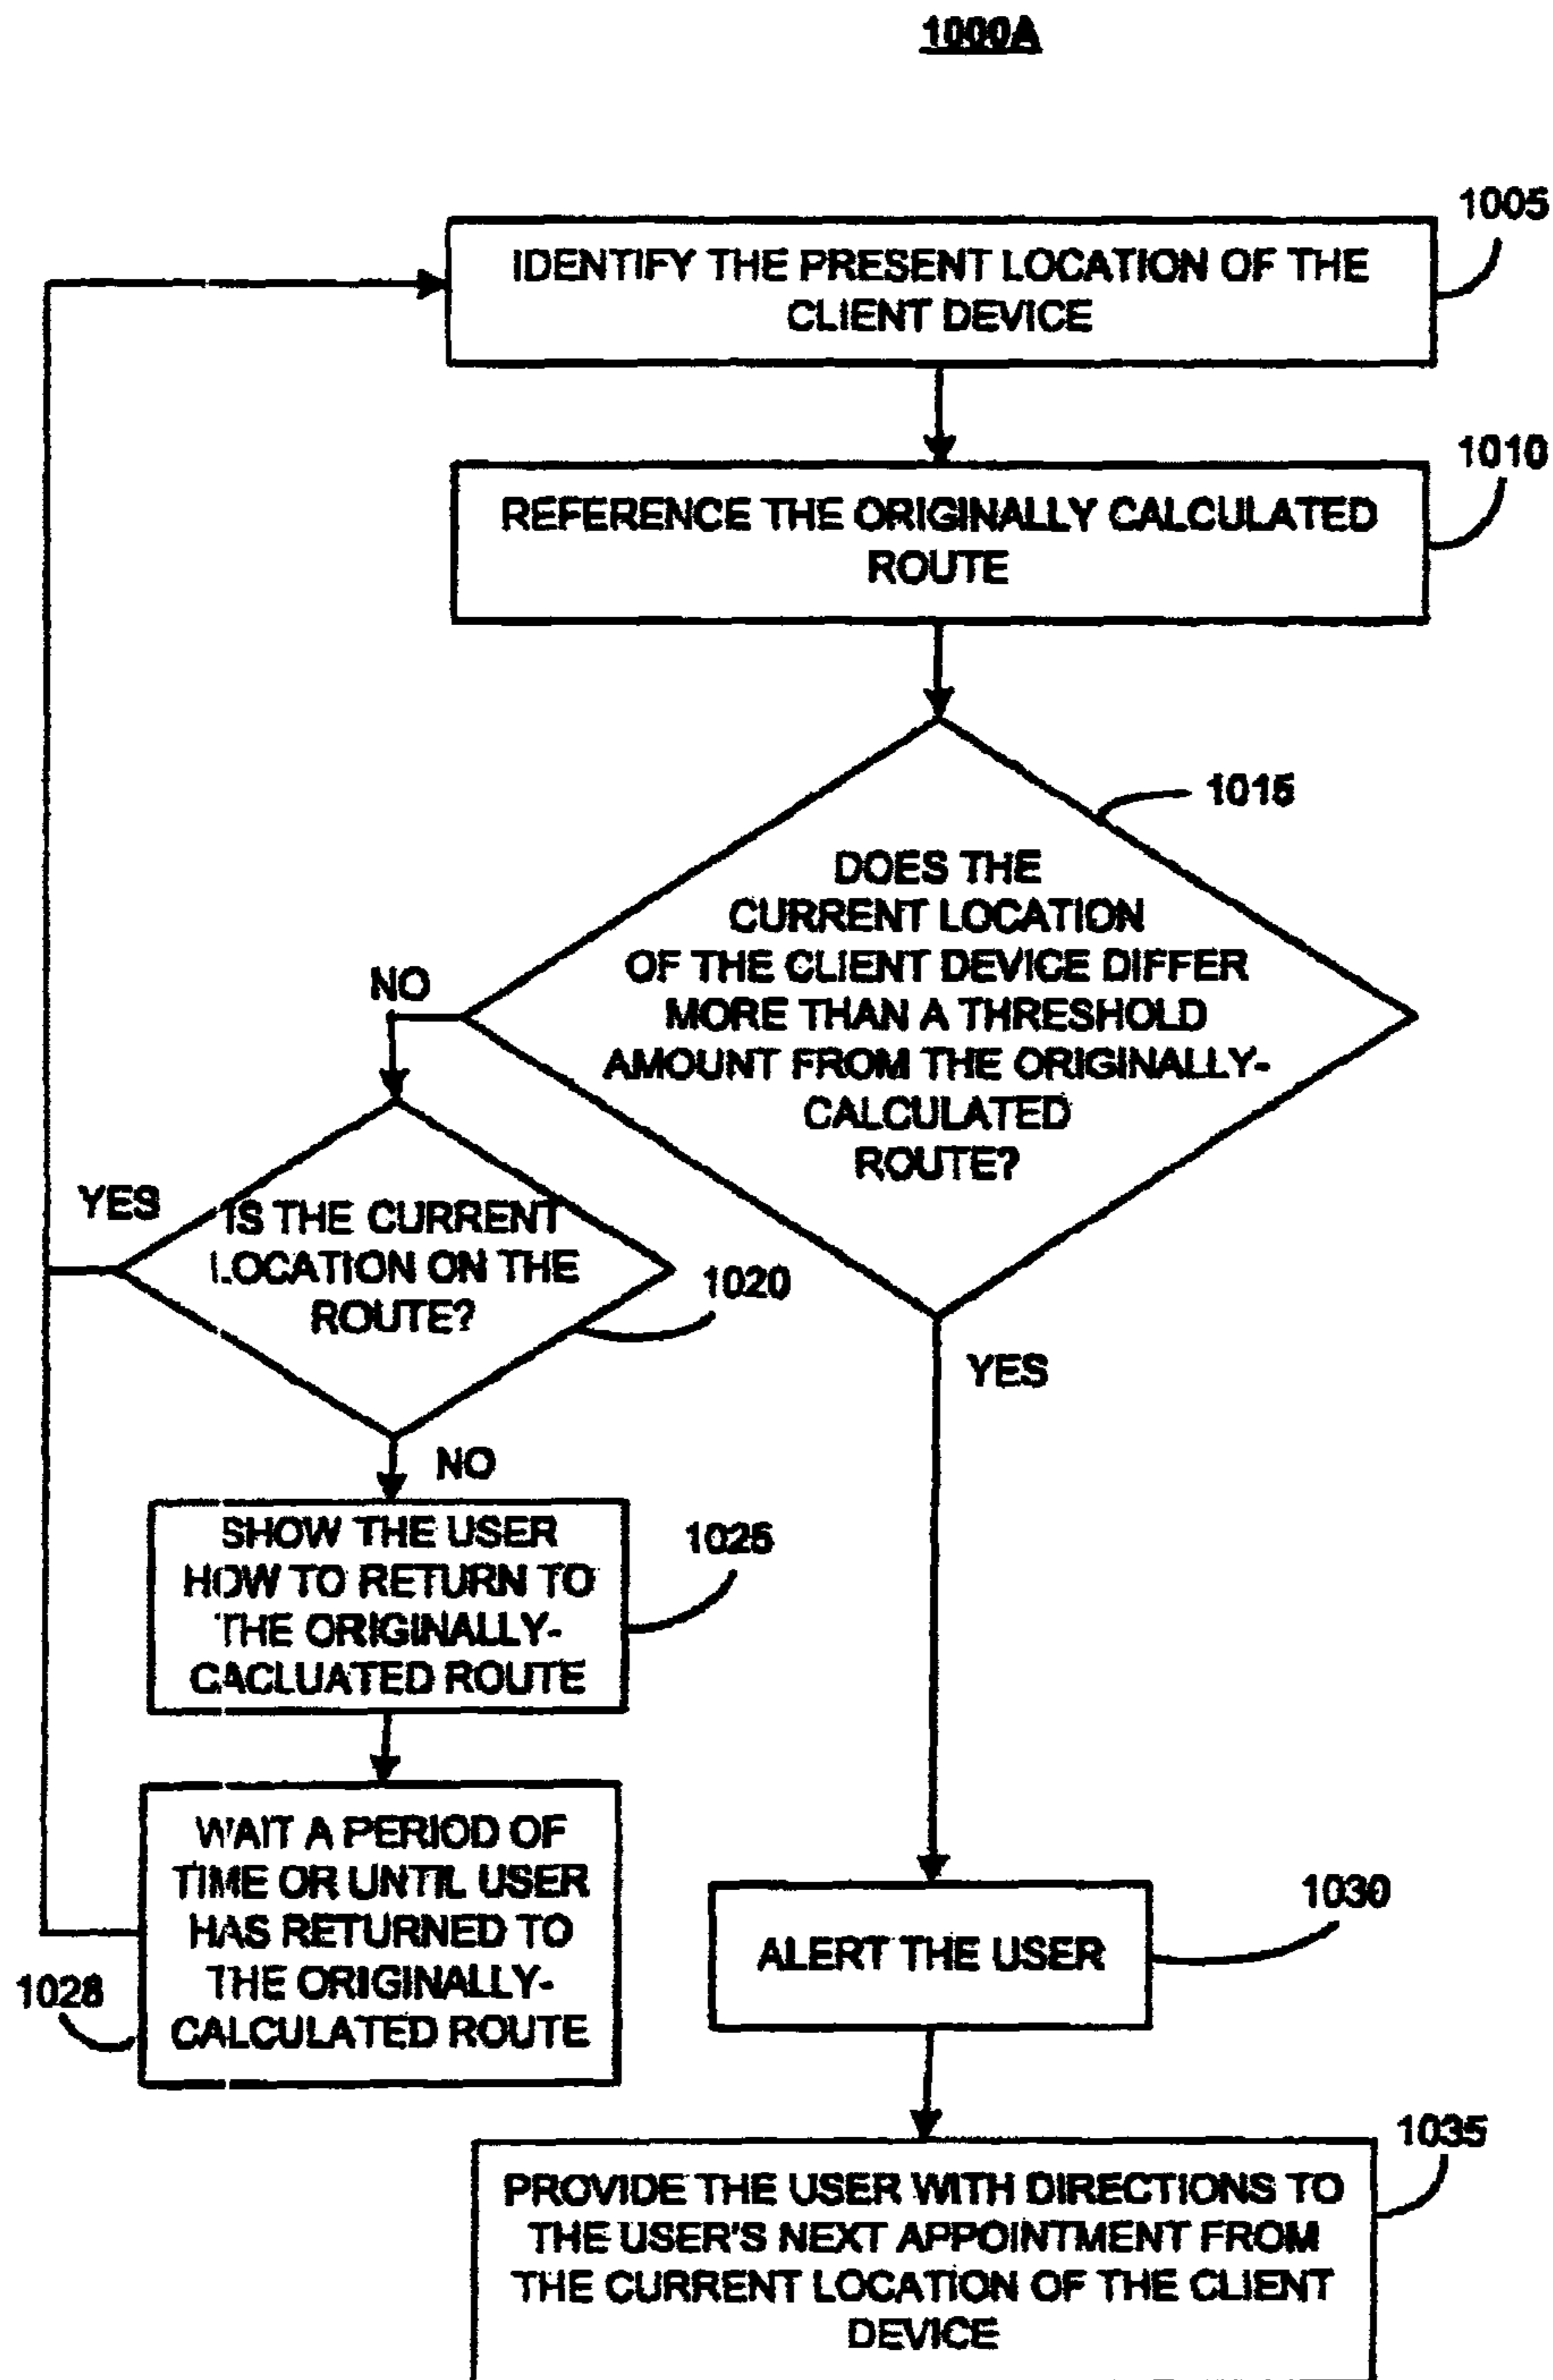 1000A
1005
IDENTIFY THE PRESENT LOCATION OF THE
CLIENT DEVICE
1010
REFERENCE THE ORIGINALLY CALCULATED
ROUTE
1015
DOES THE
CURRENT LOCATION
OF THE CLIENT DEVICE DIFFER
MORE THAN A THRESHOLD
AMOUNT FROM THE ORIGINALLY-
CALCULATED
ROUTE?
NO
YES
IS THE CURRENT
LOCATION ON THE
ROUTE?
1020
YES
NO
SHOW THE USER
HOW TO RETURN TO
THE ORIGINALLY-
CACLUATED ROUTE
1025
WAIT A PERIOD OF
TIME OR UNTIL USER
HAS RETURNED TO
THE ORIGINALLY-
CALCULATED ROUTE
1028
ALERT THE USER
1030
1035
PROVIDE THE USER WITH DIRECTIONS TO
THE USER'S NEXT APPOINTMENT FROM
THE CURRENT LOCATION OF THE CLIENT
DEVICE